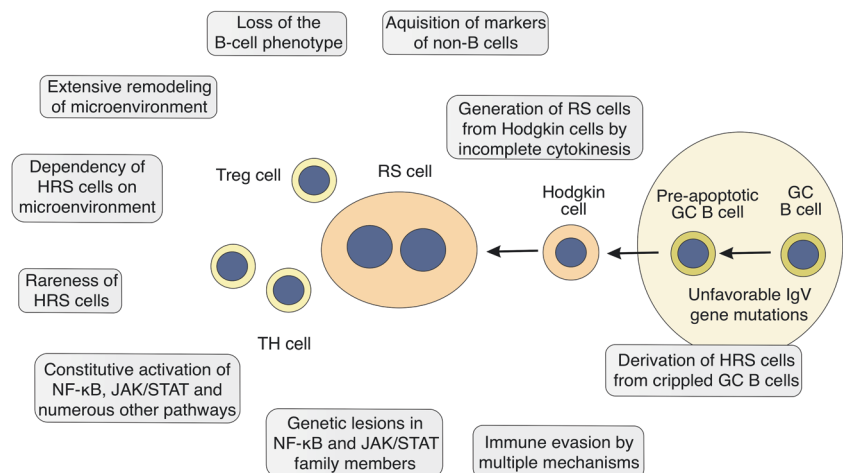 Loss of the
B-cell phenotype
Aquisition of markers
of non-B cells
Extensive remodeling
of microenvironment
Generation of RS cells
from Hodgkin cells by
incomplete cytokinesis
Dependency of
HRS cells on
microenvironment
Treg cell
RS cell
Hodgkin
cell
Pre-apoptotic
GC B cell
GC
B cell
Rareness of
HRS cells
Unfavorable IgV
gene mutations
TH cell
Constitutive activation of
NF-κB, JAK/STAT and
numerous other pathways
Derivation of HRS cells
from crippled GC B cells
Genetic lesions in
NF-κB and JAK/STAT
family members
Immune evasion by
multiple mechanisms